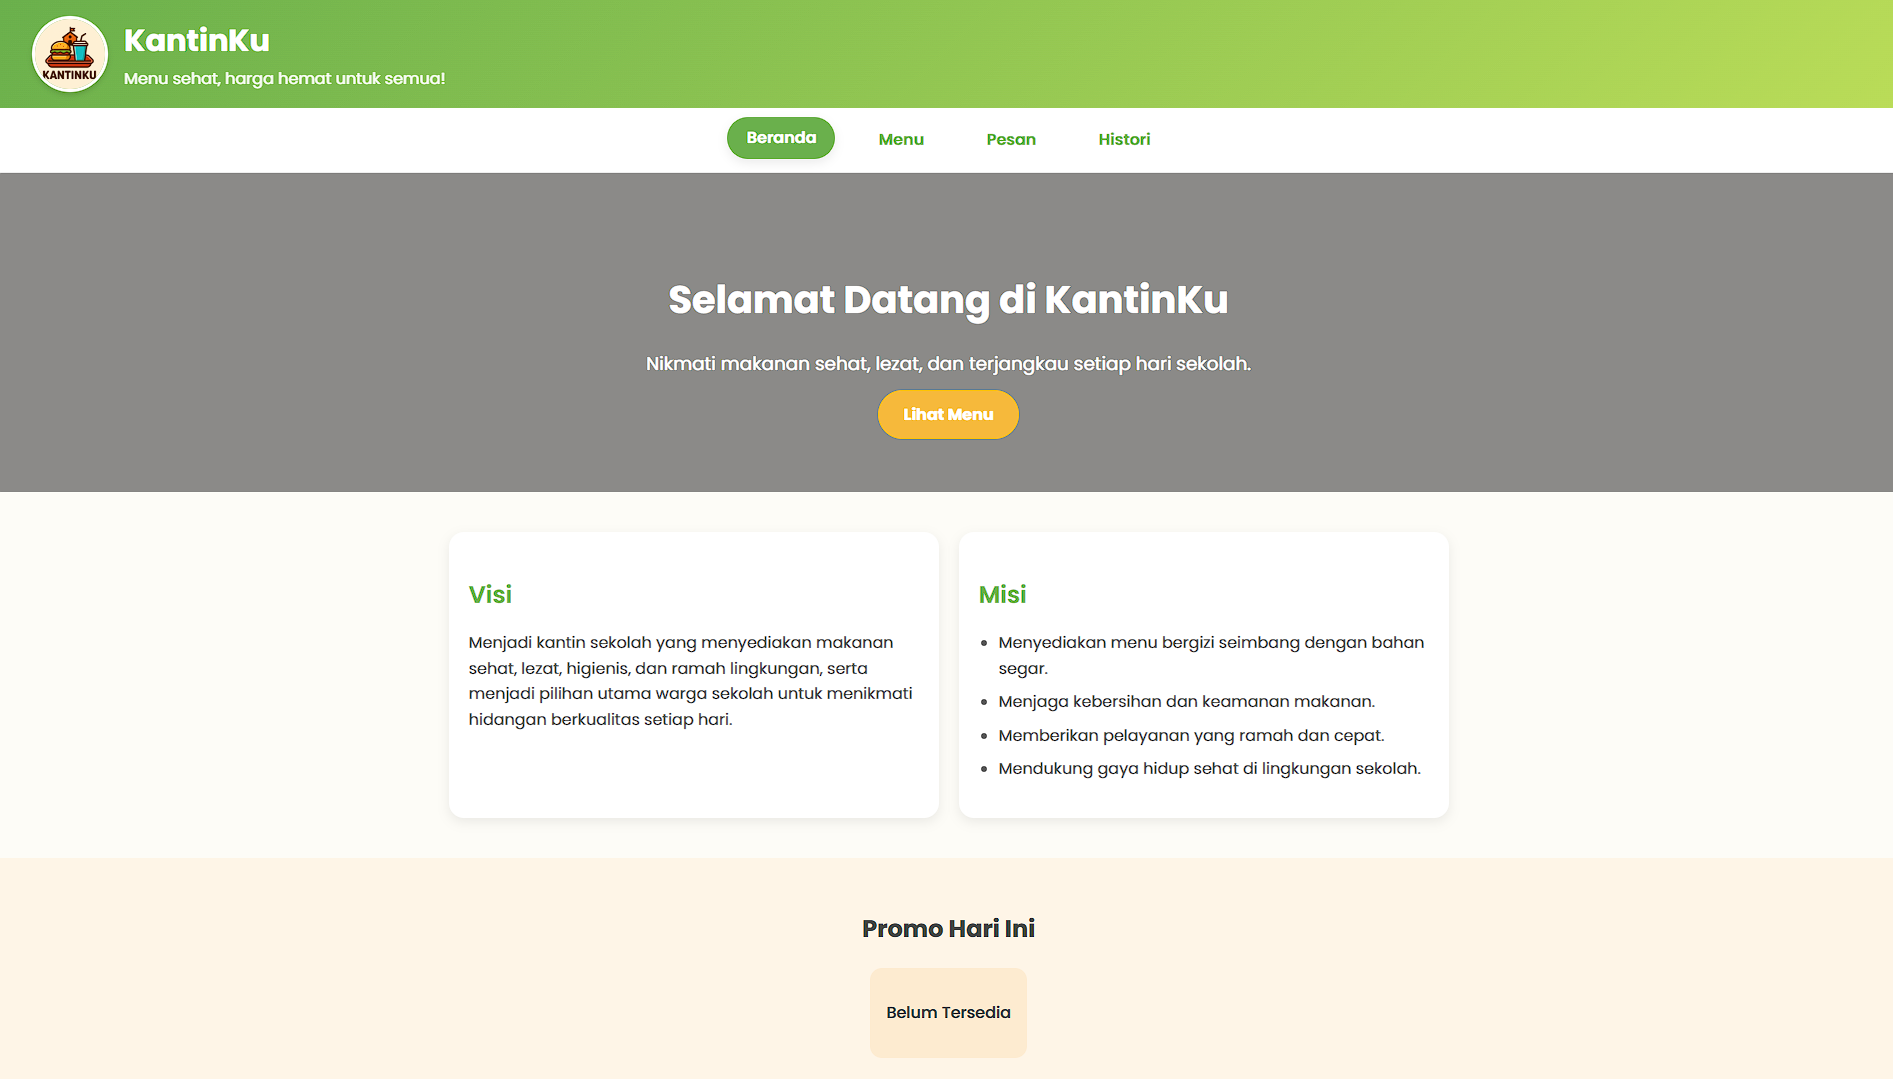 KANTINKU
KantinKu
Menu sehat, harga hemat untuk semua!
Beranda
Menu
Pesan
Histori
Selamat Datang di KantinKu
Nikmati makanan sehat, lezat, dan terjangkau setiap hari sekolah.
Lihat Menu
Visi
Menjadi kantin sekolah yang menyediakan makanan
sehat, lezat, higienis, dan ramah lingkungan, serta
menjadi pilihan utama warga sekolah untuk menikmati
hidangan berkualitas setiap hari.
Misi
Menyediakan menu bergizi seimbang dengan bahan
segar.
Menjaga kebersihan dan keamanan makanan.
Memberikan pelayanan yang ramah dan cepat.
Mendukung gaya hidup sehat di lingkungan sekolah.
Promo Hari Ini
Belum Tersedia